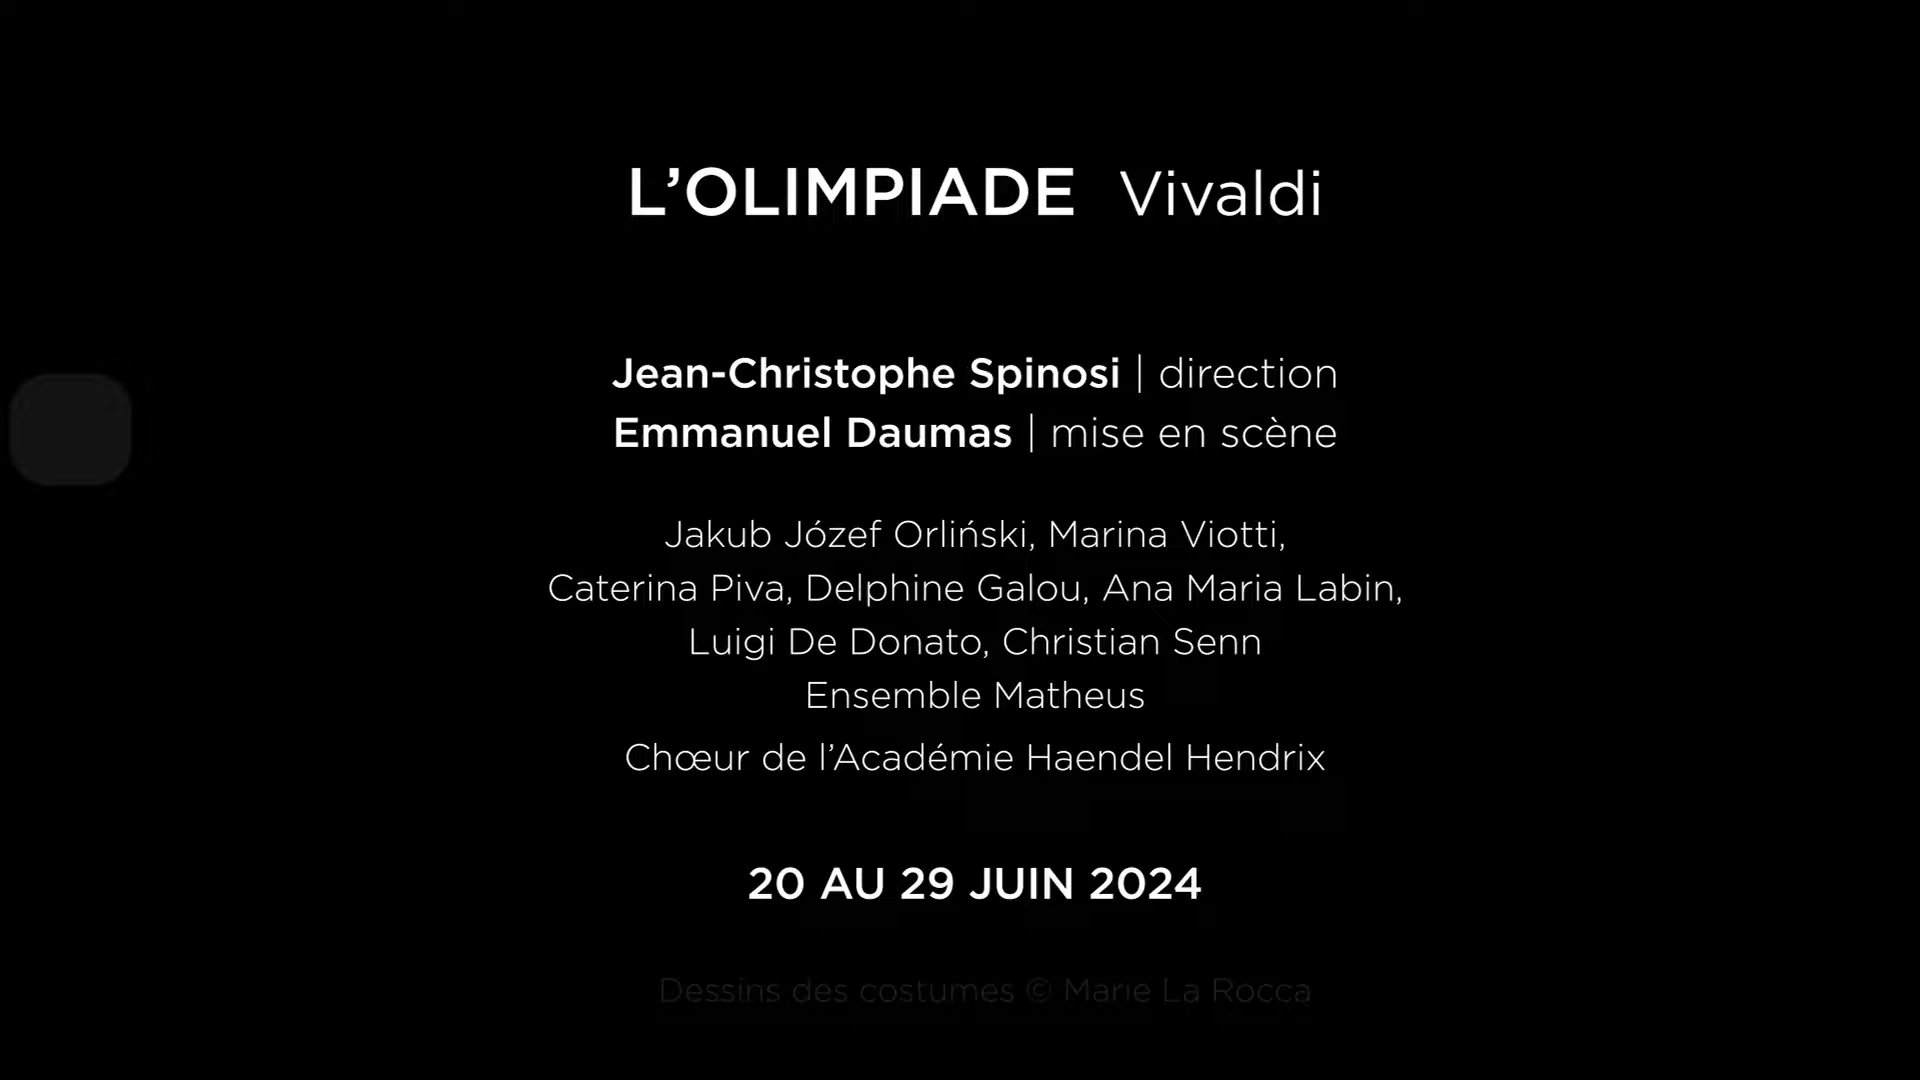 L’OLIMPIADE Vivaldi
Jean-Christophe Spinosi | direction
Emmanuel Daumas | mise en scène
Jakub Józef Orliński, Marina Viotti,
Caterina Piva, Delphine Galou, Ana Maria Labin,
Luigi De Donato, Christian Senn
Ensemble Matheus
Chœur de l’Académie Haendel Hendrix
20 AU 29 JUIN 2024
Dessins des costumes © Marie La Rocca